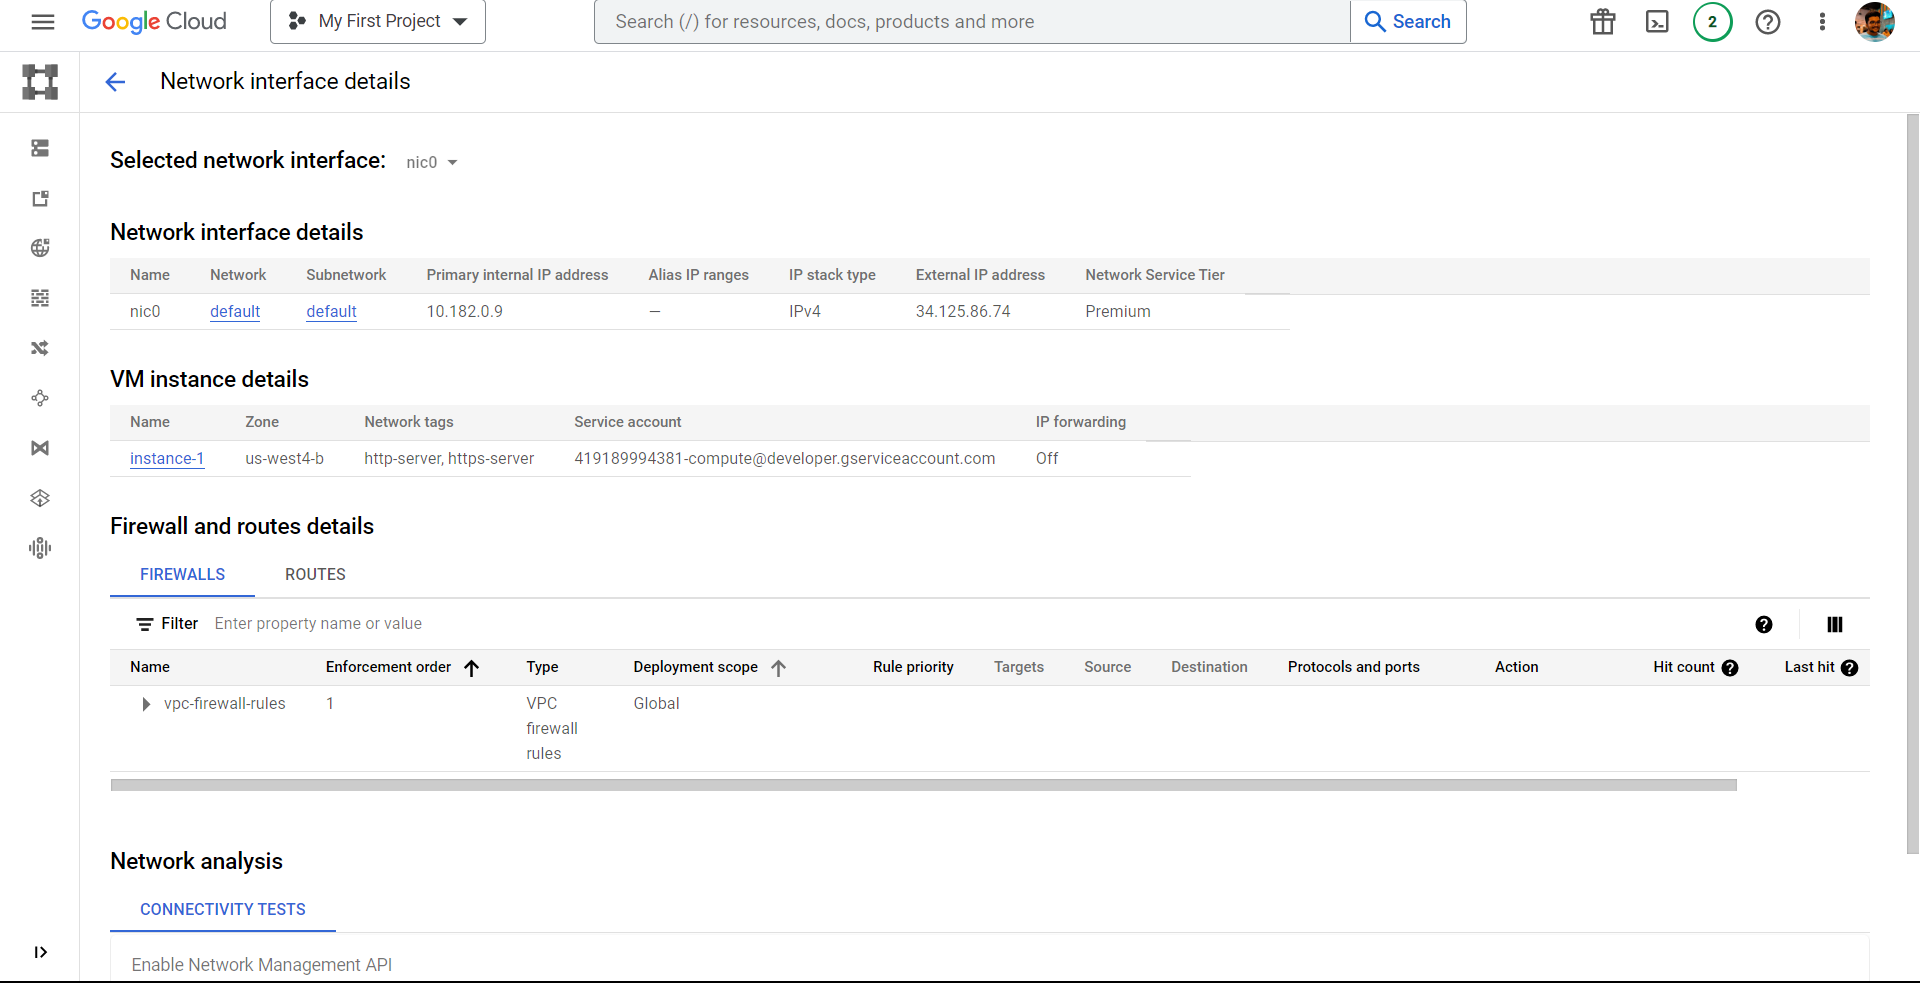 Google Cloud
My First Project
Search (/) for resources, docs, products and more
Search
2
Network interface details
Selected network interface: nic0
Network interface details
Name Network Subnetwork Primary internal IP address Alias IP ranges IP stack type External IP address Network Service Tier
nic0 default default 10.182.0.9 — IPv4 34.125.86.74 Premium
VM instance details
Name Zone Network tags Service account IP forwarding
instance-1 us-west4-b http-server, https-server 419189994381-compute@developer.gserviceaccount.com Off
Firewall and routes details
FIREWALLS ROUTES
Filter Enter property name or value
Name Enforcement order Type Deployment scope Rule priority Targets Source Destination Protocols and ports Action Hit count Last hit
vpc-firewall-rules 1 VPC firewall rules Global
Network analysis
CONNECTIVITY TESTS
Enable Network Management API